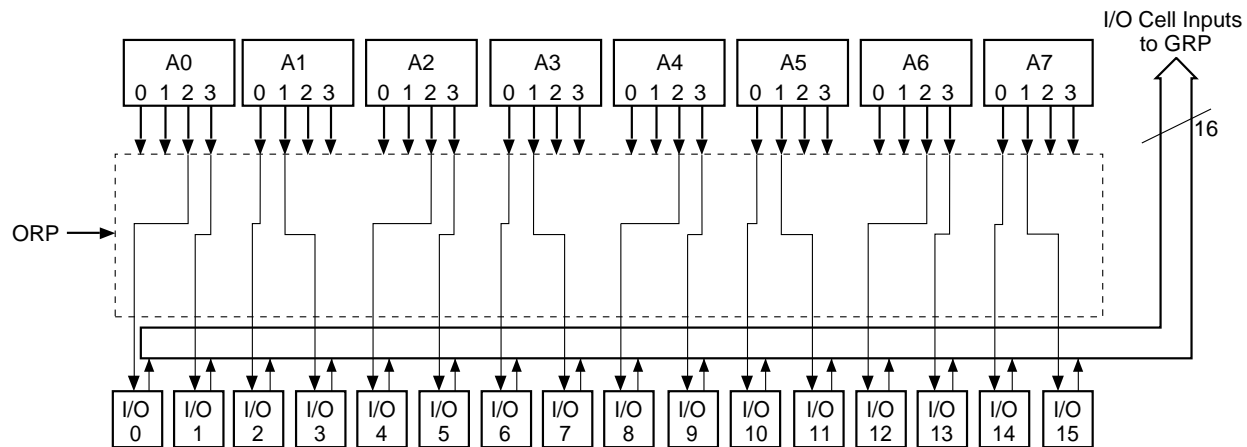 I/O Cell Inputs
to GRP
A0 A1 A2 A3 A4 A5 A6 A7
0 1 2 3 0 1 2 3 0 1 2 3 0 1 2 3 0 1 2 3 0 1 2 3 0 1 2 3 0 1 2 3
16
ORP
I/O I/O I/O I/O I/O I/O I/O I/O I/O I/O I/O I/O I/O I/O I/O I/O
0 1 2 3 4 5 6 7 8 9 10 11 12 13 14 15